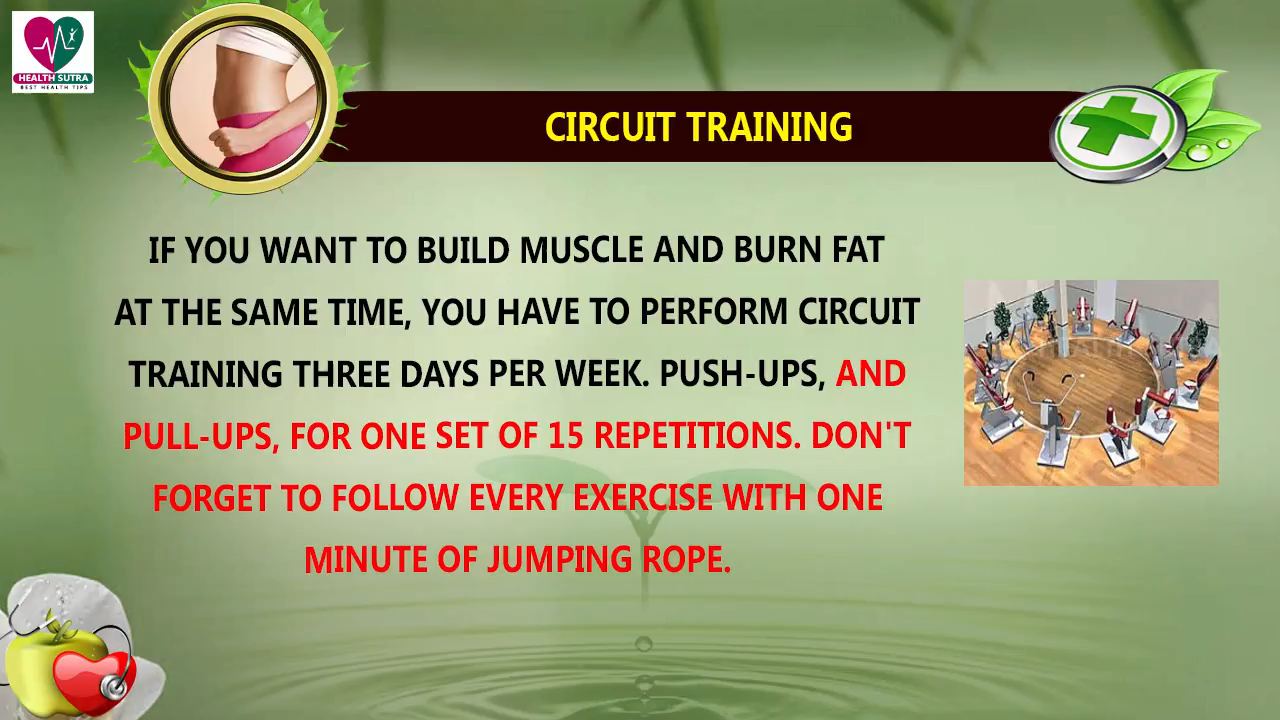 HEALTH SUTRA
BEST HEALTH TIPS
CIRCUIT TRAINING
IF YOU WANT TO BUILD MUSCLE AND BURN FAT
AT THE SAME TIME, YOU HAVE TO PERFORM CIRCUIT
TRAINING THREE DAYS PER WEEK. PUSH-UPS, AND
PULL-UPS, FOR ONE SET OF 15 REPETITIONS. DON'T
FORGET TO FOLLOW EVERY EXERCISE WITH ONE
MINUTE OF JUMPING ROPE.